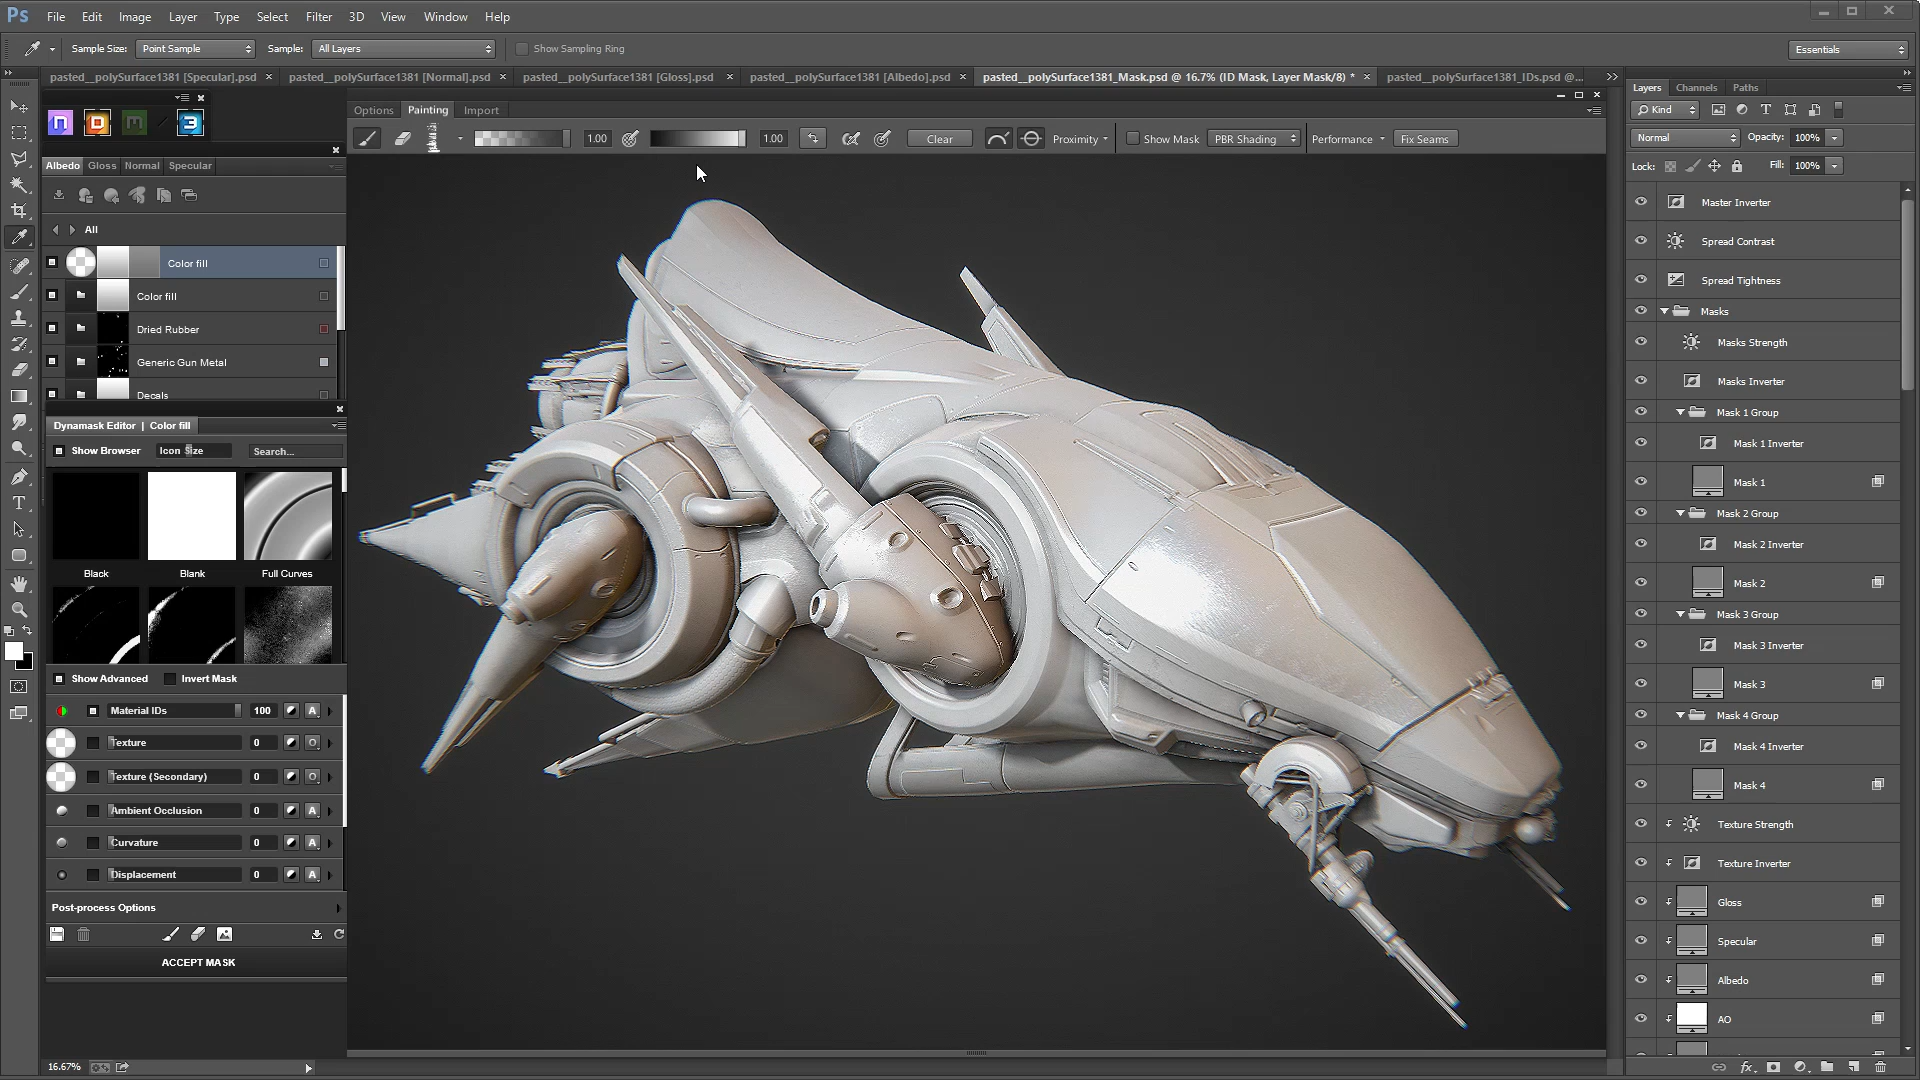 Ps File Edit Image Layer Type Select Filter 3D View Window Help
Sample Size: Point Sample Sample: All Layers Show Sampling Ring Essentials
pasted__polySurface1381 [Specular].psd × pasted__polySurface1381 [Normal].psd × pasted__polySurface1381 [Gloss].psd × pasted__polySurface1381 [Albedo].psd × pasted__polySurface1381_Mask.psd @ 16.7% (ID Mask, Layer Mask/8) * × pasted__polySurface1381_IDs.psd @...
Options Painting Import
1.00 1.00 Clear Proximity Show Mask PBR Shading Performance Fix Seams
n D m 3
Albedo Gloss Normal Specular
All
Color fill
Color fill
Dried Rubber
Generic Gun Metal
Decals
Dynamask Editor | Color fill
Show Browser Icon Size Search...
Black Blank Full Curves
Show Advanced Invert Mask
Material IDs 100 A
Texture 0
Texture (Secondary) 0
Ambient Occlusion 0 A
Curvature 0 A
Displacement 0 A
Post-process Options
ACCEPT MASK
16.67%
Layers Channels Paths
Kind
Normal Opacity: 100%
Lock: Fill: 100%
Master Inverter
Spread Contrast
Spread Tightness
Masks
Masks Strength
Masks Inverter
Mask 1 Group
Mask 1 Inverter
Mask 1
Mask 2 Group
Mask 2 Inverter
Mask 2
Mask 3 Group
Mask 3 Inverter
Mask 3
Mask 4 Group
Mask 4 Inverter
Mask 4
Texture Strength
Texture Inverter
Gloss
Specular
Albedo
AO
fx